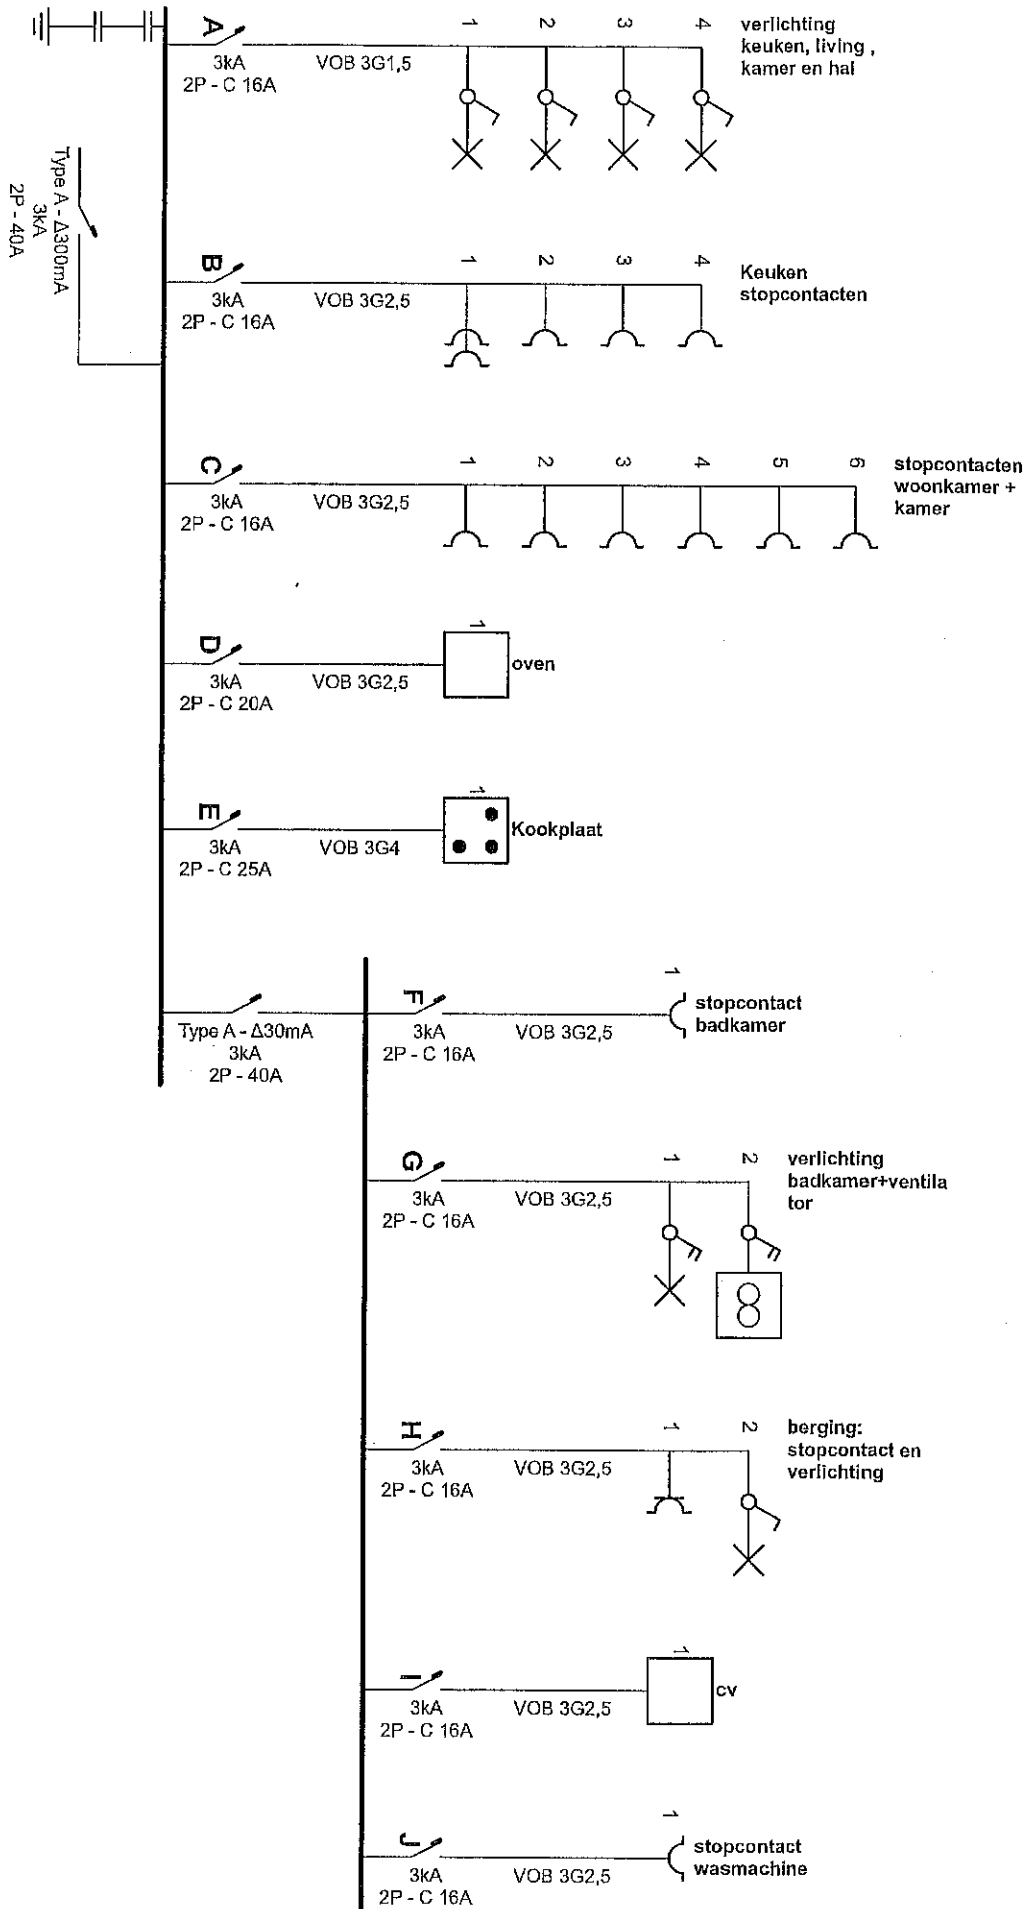 A
3kA
2P - C 16A
VOB 3G1,5
1
2
3
4
verlichting
keuken, living ,
kamer en hal
Type A - Δ300mA
3kA
2P - 40A
B
3kA
2P - C 16A
VOB 3G2,5
1
2
3
4
Keuken
stopcontacten
C
3kA
2P - C 16A
VOB 3G2,5
1
2
3
4
5
6
stopcontacten
woonkamer +
kamer
D
3kA
2P - C 20A
VOB 3G2,5
1
oven
E
3kA
2P - C 25A
VOB 3G4
1
Kookplaat
Type A - Δ30mA
3kA
2P - 40A
F
3kA
2P - C 16A
VOB 3G2,5
1
stopcontact
badkamer
G
3kA
2P - C 16A
VOB 3G2,5
1
2
verlichting
badkamer+ventila
tor
H
3kA
2P - C 16A
VOB 3G2,5
1
2
berging:
stopcontact en
verlichting
I
3kA
2P - C 16A
VOB 3G2,5
1
cv
J
3kA
2P - C 16A
VOB 3G2,5
1
stopcontact
wasmachine